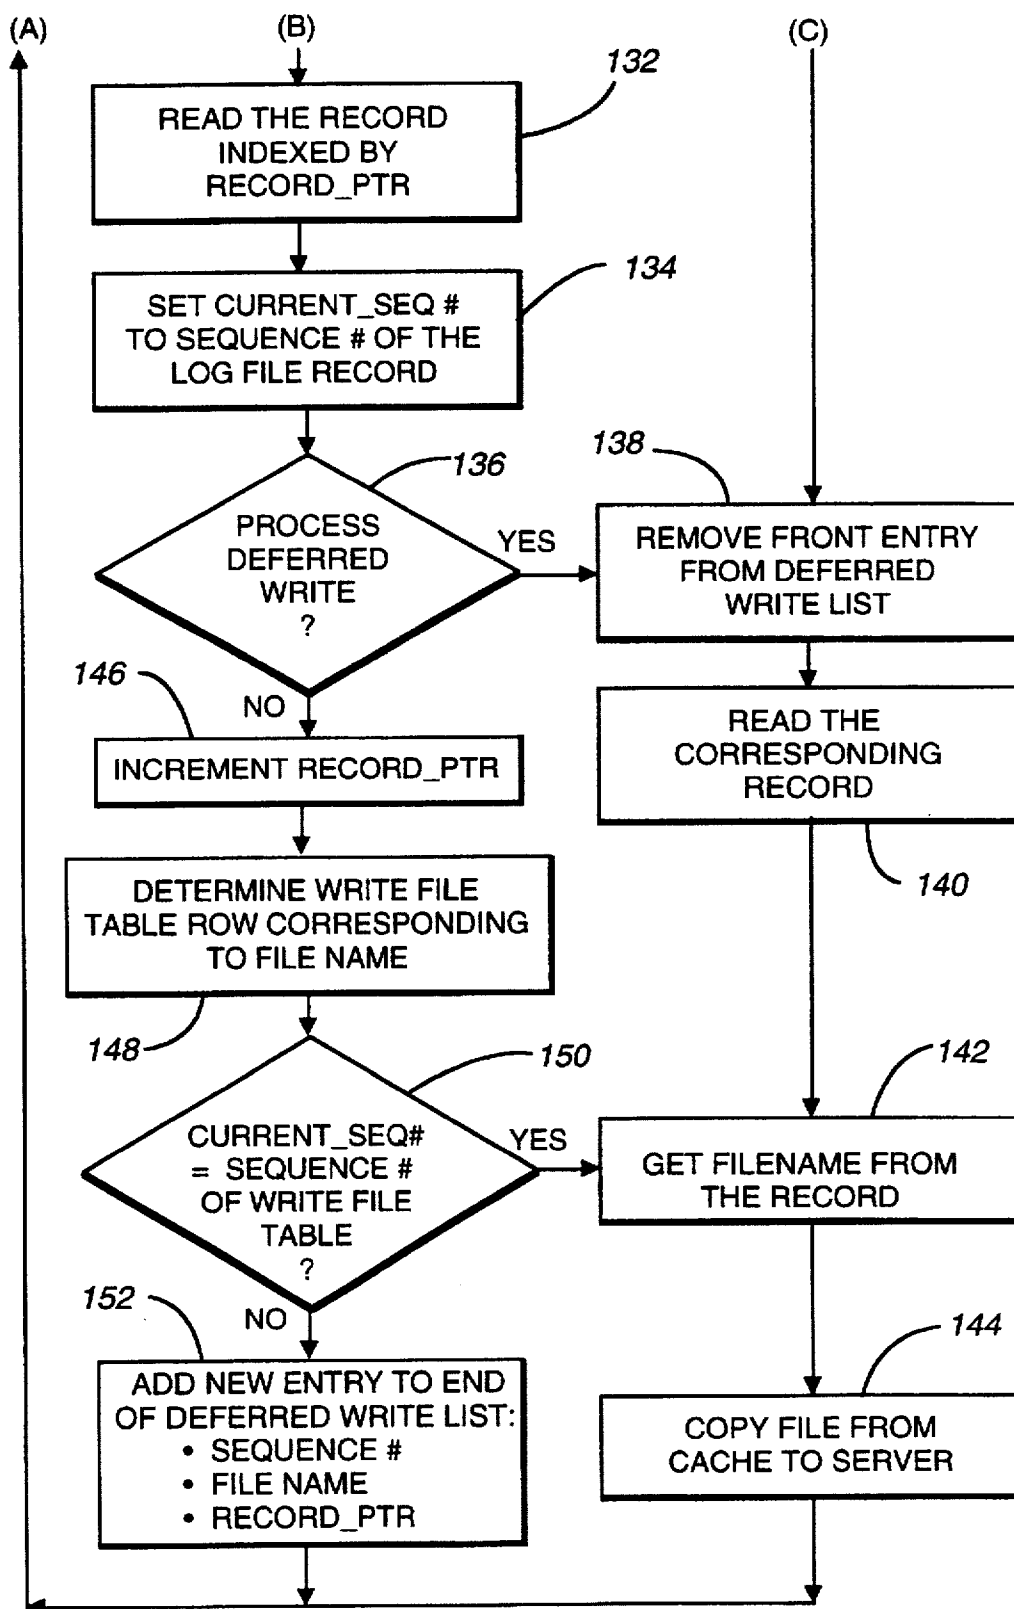 (A)
(B)
(C)
132
READ THE RECORD
INDEXED BY
RECORD_PTR
134
SET CURRENT_SEQ #
TO SEQUENCE # OF THE
LOG FILE RECORD
136
PROCESS
DEFERRED
WRITE
?
YES
138
REMOVE FRONT ENTRY
FROM DEFERRED
WRITE LIST
146
NO
INCREMENT RECORD_PTR
READ THE
CORRESPONDING
RECORD
140
DETERMINE WRITE FILE
TABLE ROW CORRESPONDING
TO FILE NAME
148
150
CURRENT_SEQ#
= SEQUENCE #
OF WRITE FILE
TABLE
?
YES
142
GET FILENAME FROM
THE RECORD
152
NO
ADD NEW ENTRY TO END
OF DEFERRED WRITE LIST:
• SEQUENCE #
• FILE NAME
• RECORD_PTR
144
COPY FILE FROM
CACHE TO SERVER